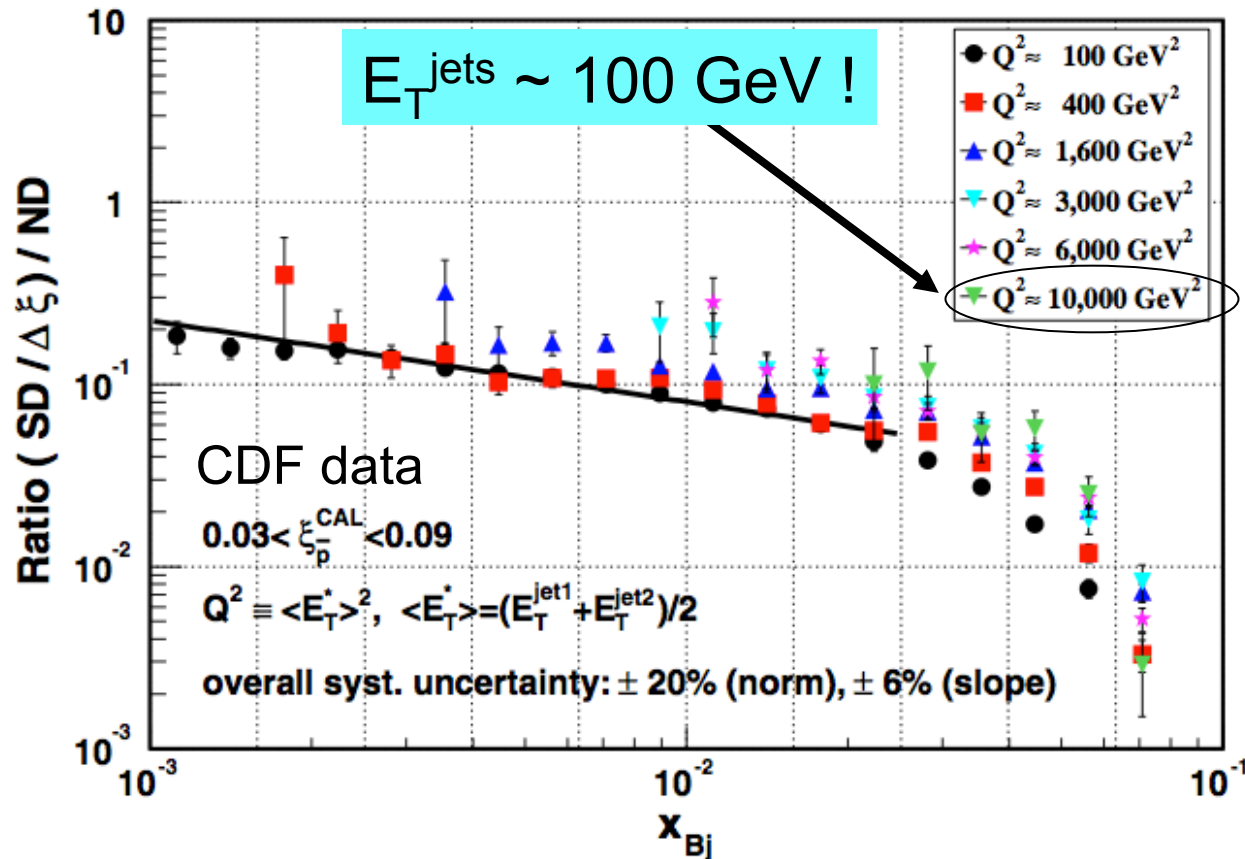 E_T^jets ~ 100 GeV !
Q² ≈ 100 GeV²
Q² ≈ 400 GeV²
Q² ≈ 1,600 GeV²
Q² ≈ 3,000 GeV²
Q² ≈ 6,000 GeV²
Q² ≈ 10,000 GeV²
10
1
10⁻¹
10⁻²
10⁻³
Ratio ( SD / Δ ξ ) / ND
CDF data
0.03< ξ_p̄^CAL <0.09
Q² ≡ <E_T^*>², <E_T^*>=(E_T^jet1+E_T^jet2)/2
overall syst. uncertainty: ± 20% (norm), ± 6% (slope)
10⁻³ 10⁻² 10⁻¹
x_Bj